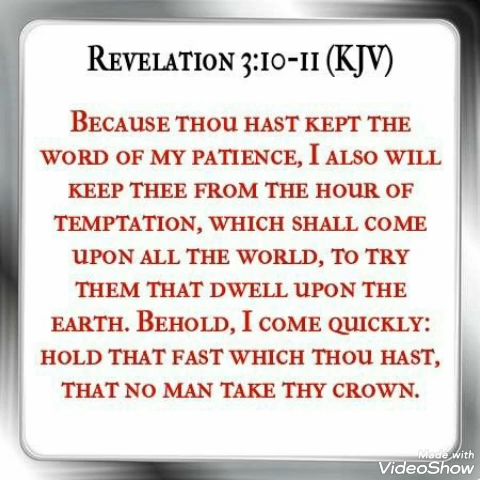 Revelation 3:10-11 (KJV)
Because thou hast kept the
word of my patience, I also will
keep thee from the hour of
temptation, which shall come
upon all the world, to try
them that dwell upon the
earth. Behold, I come quickly:
hold that fast which thou hast,
that no man take thy crown.
Made with
VideoShow